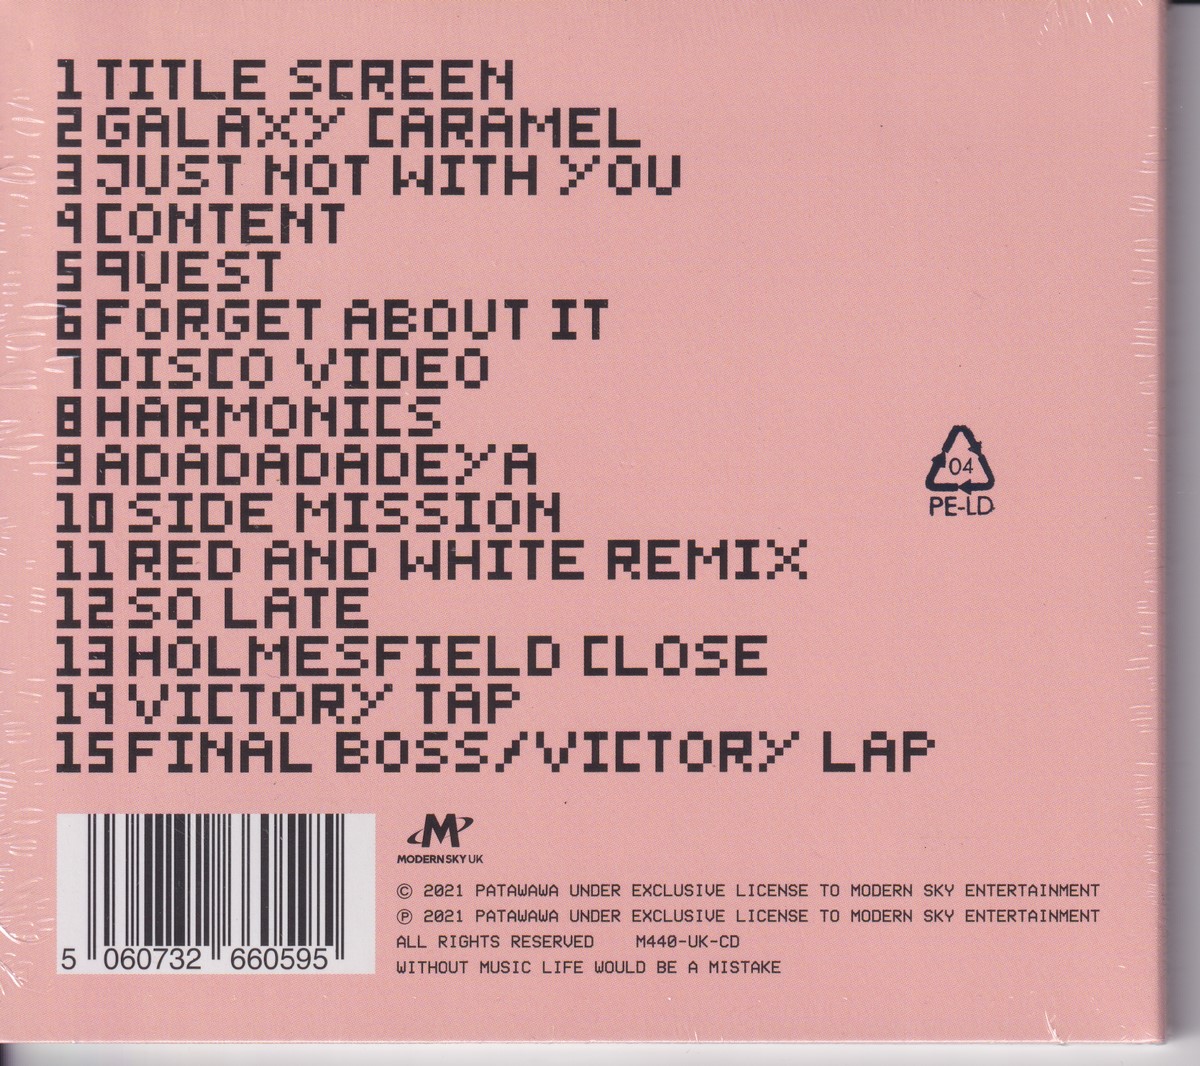 1 TITLE SCREEN
2 GALAXY CARAMEL
3 JUST NOT WITH YOU
4 CONTENT
5 QUEST
6 FORGET ABOUT IT
7 DISCO VIDEO
8 HARMONICS
9 ADADADADEYA
10 SIDE MISSION
11 RED AND WHITE REMIX
12 SO LATE
13 HOLMESFIELD CLOSE
14 VICTORY TAP
15 FINAL BOSS/VICTORY LAP
04
PE-LD
M
MODERN SKY UK
© 2021 PATAWAWA UNDER EXCLUSIVE LICENSE TO MODERN SKY ENTERTAINMENT
℗ 2021 PATAWAWA UNDER EXCLUSIVE LICENSE TO MODERN SKY ENTERTAINMENT
ALL RIGHTS RESERVED M440-UK-CD
WITHOUT MUSIC LIFE WOULD BE A MISTAKE
5 060732 660595